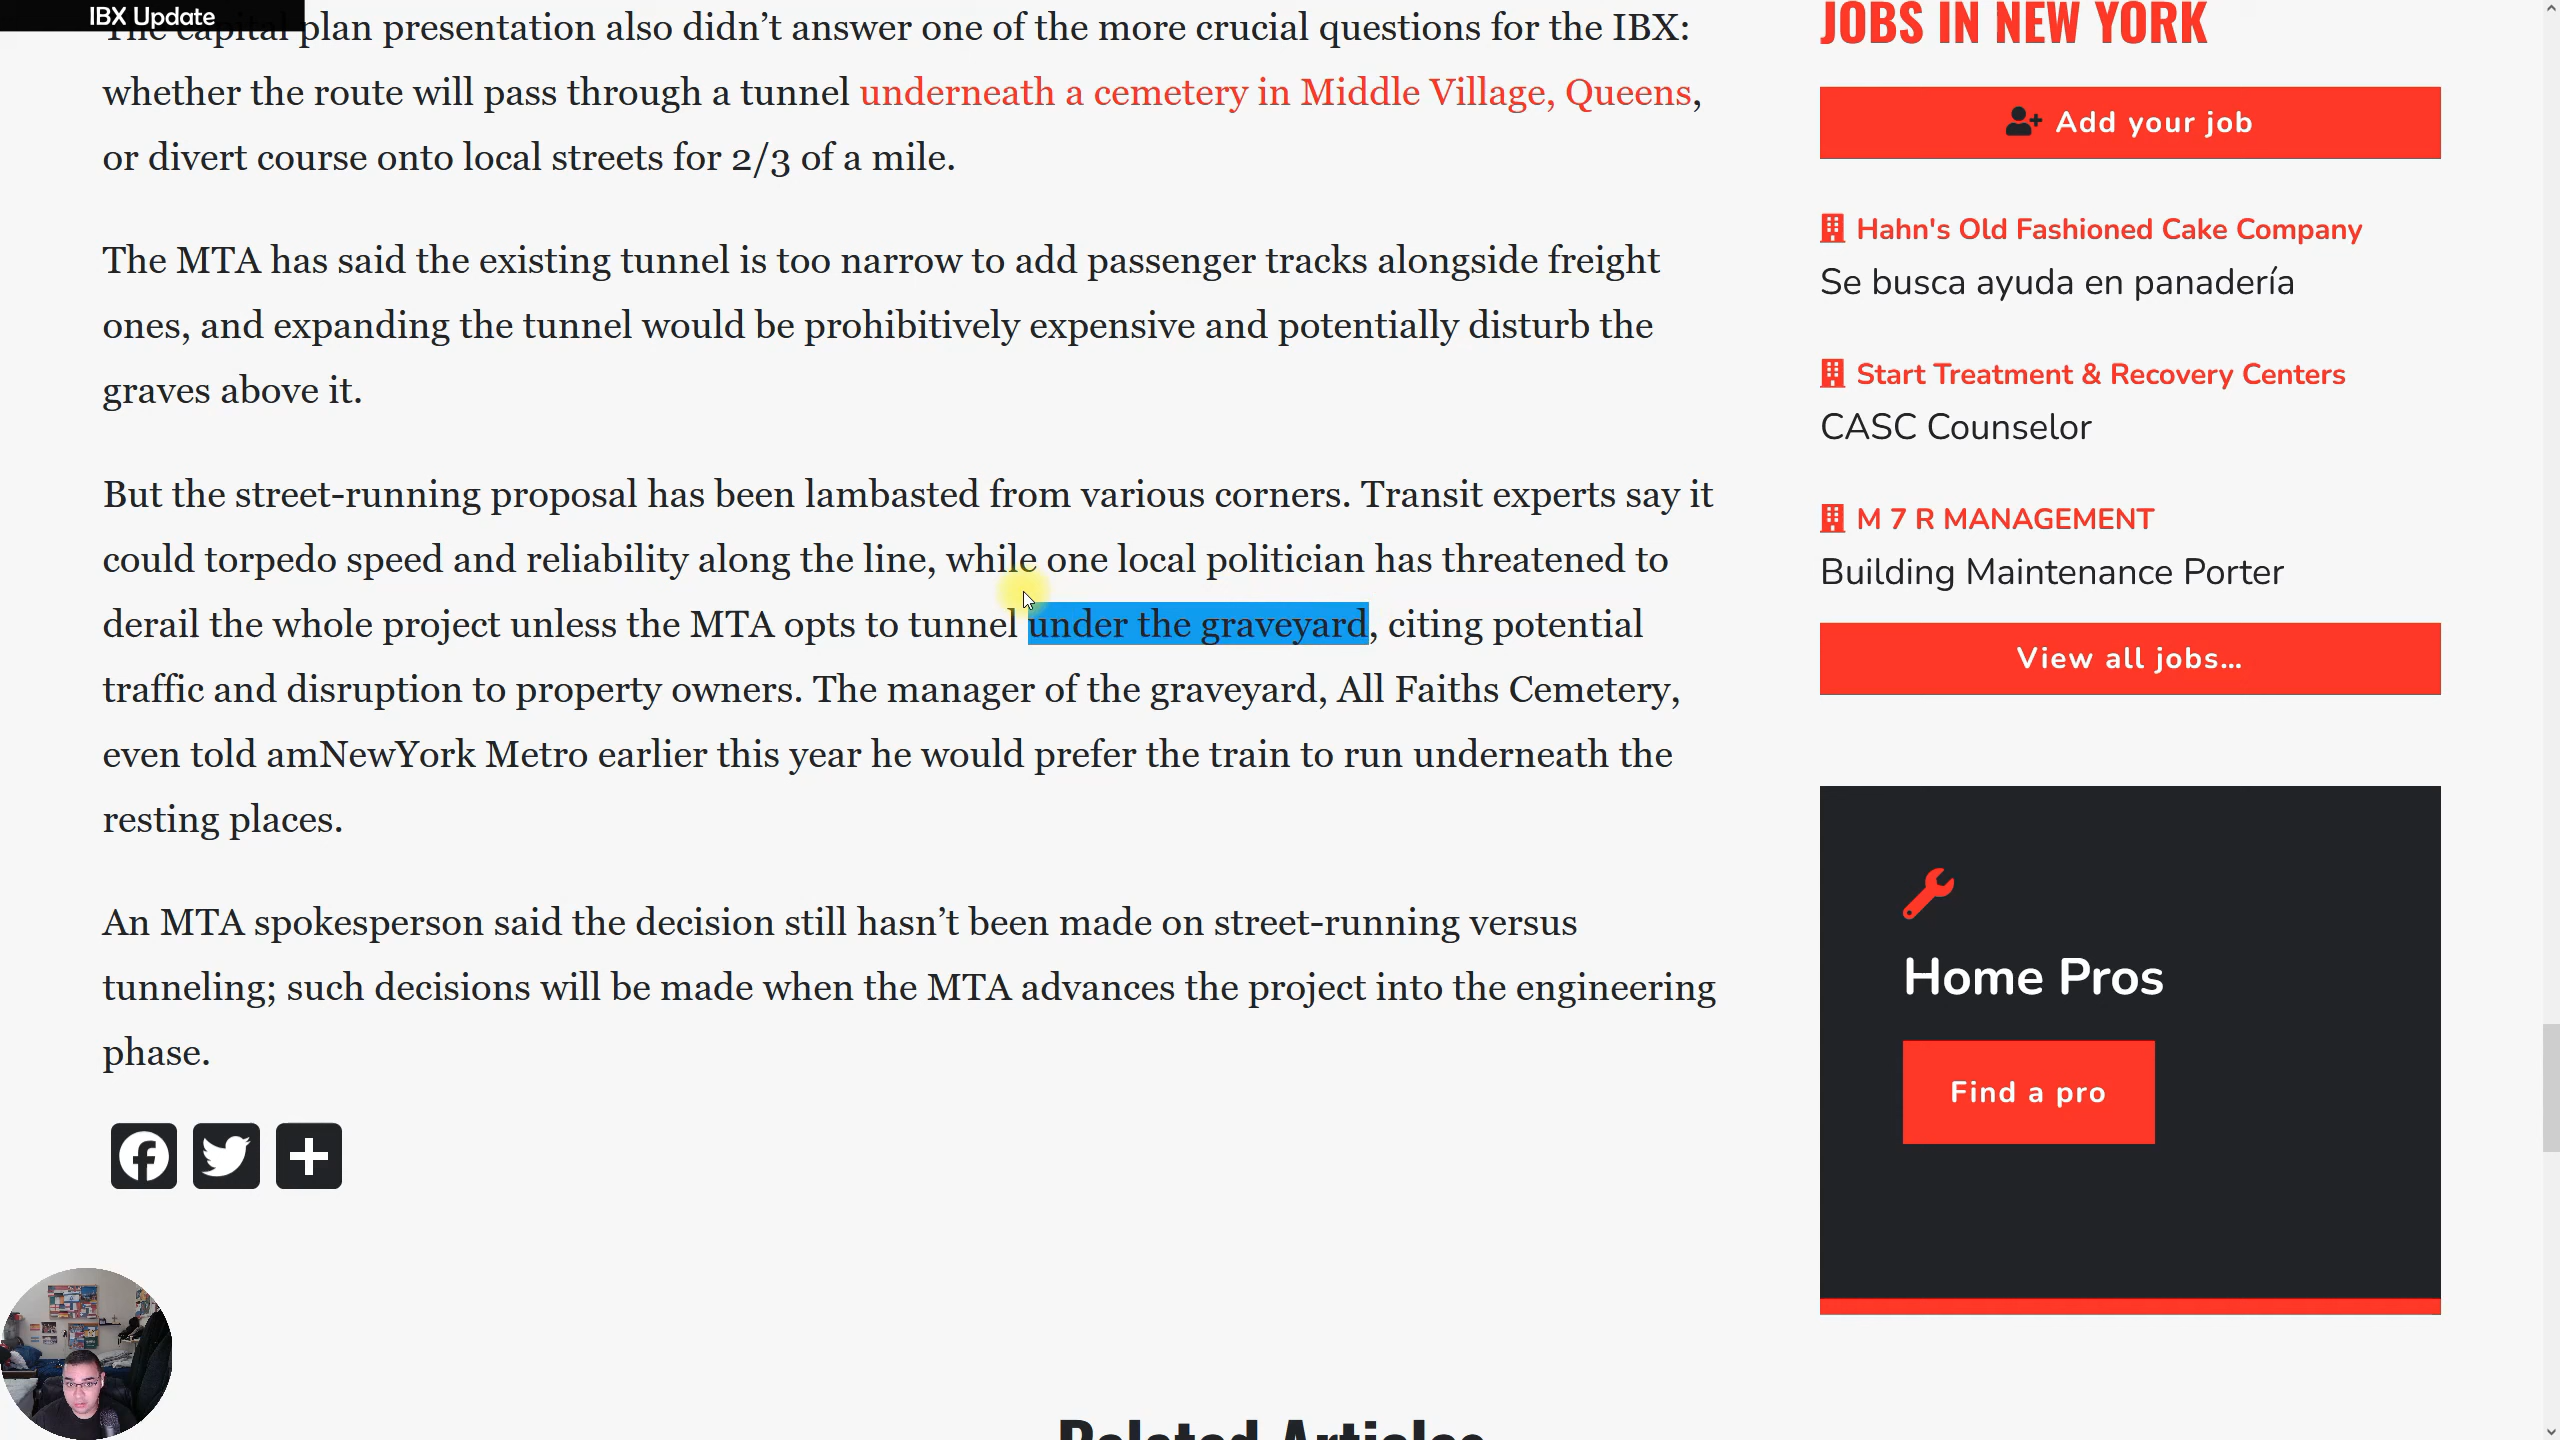 IBX Update
The capital plan presentation also didn’t answer one of the more crucial questions for the IBX:
whether the route will pass through a tunnel underneath a cemetery in Middle Village, Queens,
or divert course onto local streets for 2/3 of a mile.
The MTA has said the existing tunnel is too narrow to add passenger tracks alongside freight
ones, and expanding the tunnel would be prohibitively expensive and potentially disturb the
graves above it.
But the street-running proposal has been lambasted from various corners. Transit experts say it
could torpedo speed and reliability along the line, while one local politician has threatened to
derail the whole project unless the MTA opts to tunnel under the graveyard, citing potential
traffic and disruption to property owners. The manager of the graveyard, All Faiths Cemetery,
even told amNewYork Metro earlier this year he would prefer the train to run underneath the
resting places.
An MTA spokesperson said the decision still hasn’t been made on street-running versus
tunneling; such decisions will be made when the MTA advances the project into the engineering
phase.
Related Articles
JOBS IN NEW YORK
Add your job
Hahn's Old Fashioned Cake Company
Se busca ayuda en panadería
Start Treatment & Recovery Centers
CASC Counselor
M 7 R MANAGEMENT
Building Maintenance Porter
View all jobs…
Home Pros
Find a pro